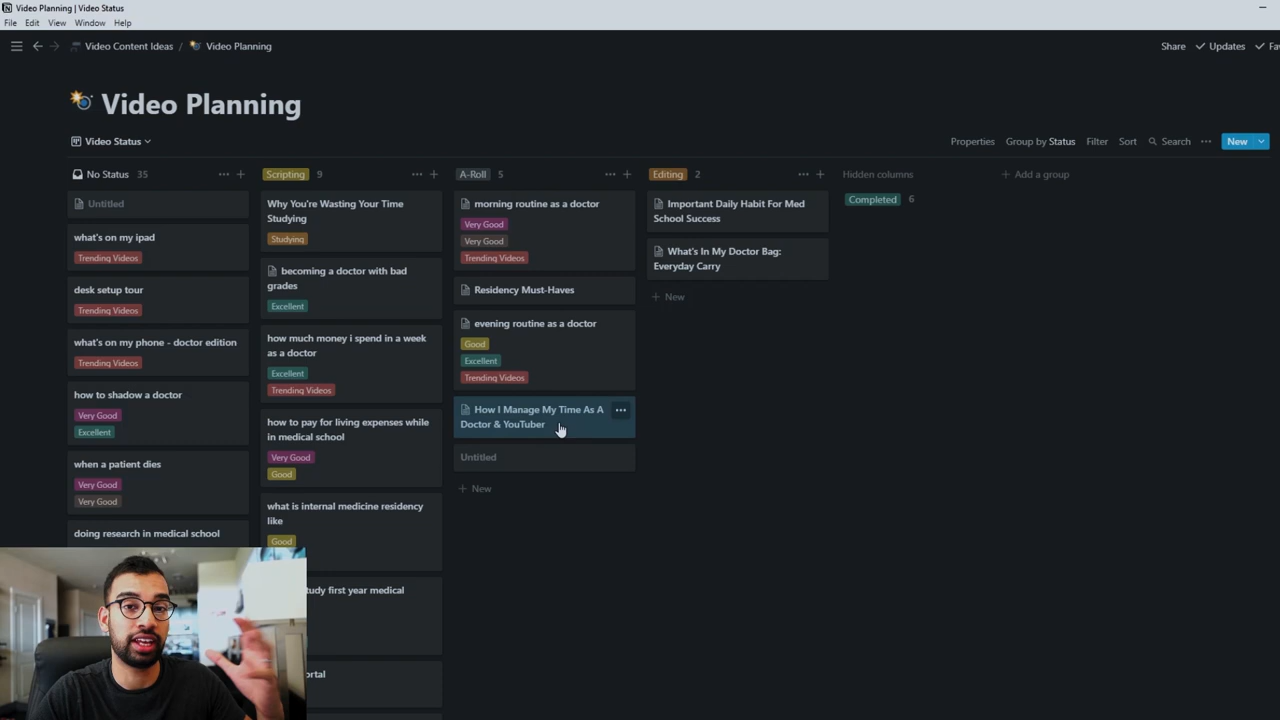 Video Planning | Video Status
File Edit View Window Help
Video Content Ideas / Video Planning
Share Updates Fa
Video Planning
Video Status
Properties Group by Status Filter Sort Search ... New
No Status 35 ... +
Untitled
what's on my ipad
Trending Videos
desk setup tour
Trending Videos
what's on my phone - doctor edition
Trending Videos
how to shadow a doctor
Very Good
Excellent
when a patient dies
Very Good
Very Good
doing research in medical school
Scripting 9 ... +
Why You're Wasting Your Time
Studying
Studying
becoming a doctor with bad
grades
Excellent
how much money i spend in a week
as a doctor
Excellent
Trending Videos
how to pay for living expenses while
in medical school
Very Good
Good
what is internal medicine residency
like
Good
first year medical
A-Roll 5 ... +
morning routine as a doctor
Very Good
Very Good
Trending Videos
Residency Must-Haves
evening routine as a doctor
Good
Excellent
Trending Videos
How I Manage My Time As A ...
Doctor & YouTuber
Untitled
+ New
Editing 2 ... +
Important Daily Habit For Med
School Success
What's In My Doctor Bag:
Everyday Carry
+ New
Hidden columns
Completed 6
+ Add a group